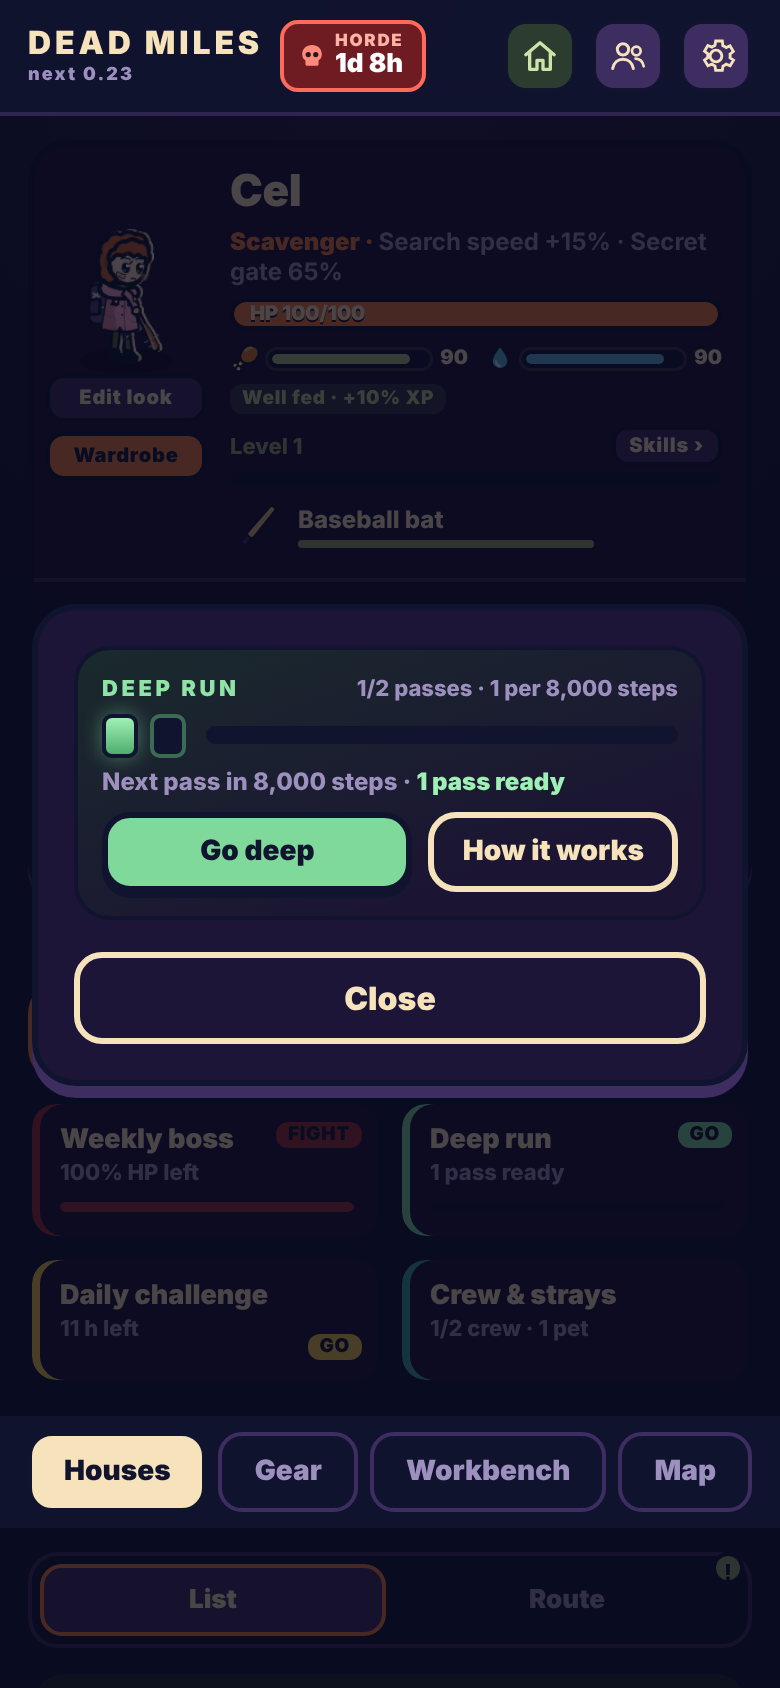 DEAD MILES
next 0.23
HORDE
1d 8h
Cel
Scavenger · Search speed +15% · Secret
gate 65%
HP 100/100
90
90
Edit look
Well fed · +10% XP
Wardrobe
Level 1
Skills ›
Baseball bat
DEEP RUN
1/2 passes · 1 per 8,000 steps
Next pass in 8,000 steps · 1 pass ready
Go deep
How it works
Close
Weekly boss
FIGHT
100% HP left
Deep run
GO
1 pass ready
Daily challenge
11 h left
GO
Crew & strays
1/2 crew · 1 pet
Houses
Gear
Workbench
Map
List
Route
!